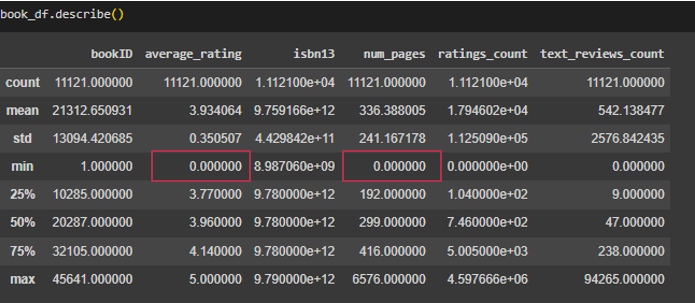 book_df.describe()
bookID average_rating isbn13 num_pages ratings_count text_reviews_count
count 11121.000000 11121.000000 1.112100e+04 11121.000000 1.112100e+04 11121.000000
mean 21312.650931 3.934064 9.759166e+12 336.388005 1.794602e+04 542.138477
std 13094.420685 0.350507 4.429842e+11 241.167178 1.125090e+05 2576.842435
min 1.000000 0.000000 8.987060e+09 0.000000 0.000000e+00 0.000000
25% 10285.000000 3.770000 9.780000e+12 192.000000 1.040000e+02 9.000000
50% 20287.000000 3.960000 9.780000e+12 299.000000 7.460000e+02 47.000000
75% 32105.000000 4.140000 9.780000e+12 416.000000 5.005000e+03 238.000000
max 45641.000000 5.000000 9.790000e+12 6576.000000 4.597666e+06 94265.000000